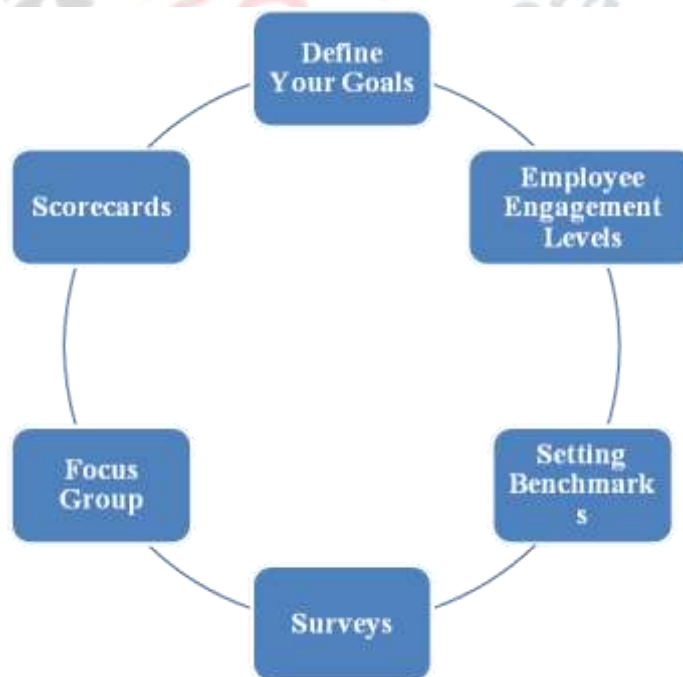 Define
Your Goals
Employee
Engagement
Levels
Setting
Benchmark
s
Surveys
Focus
Group
Scorecards